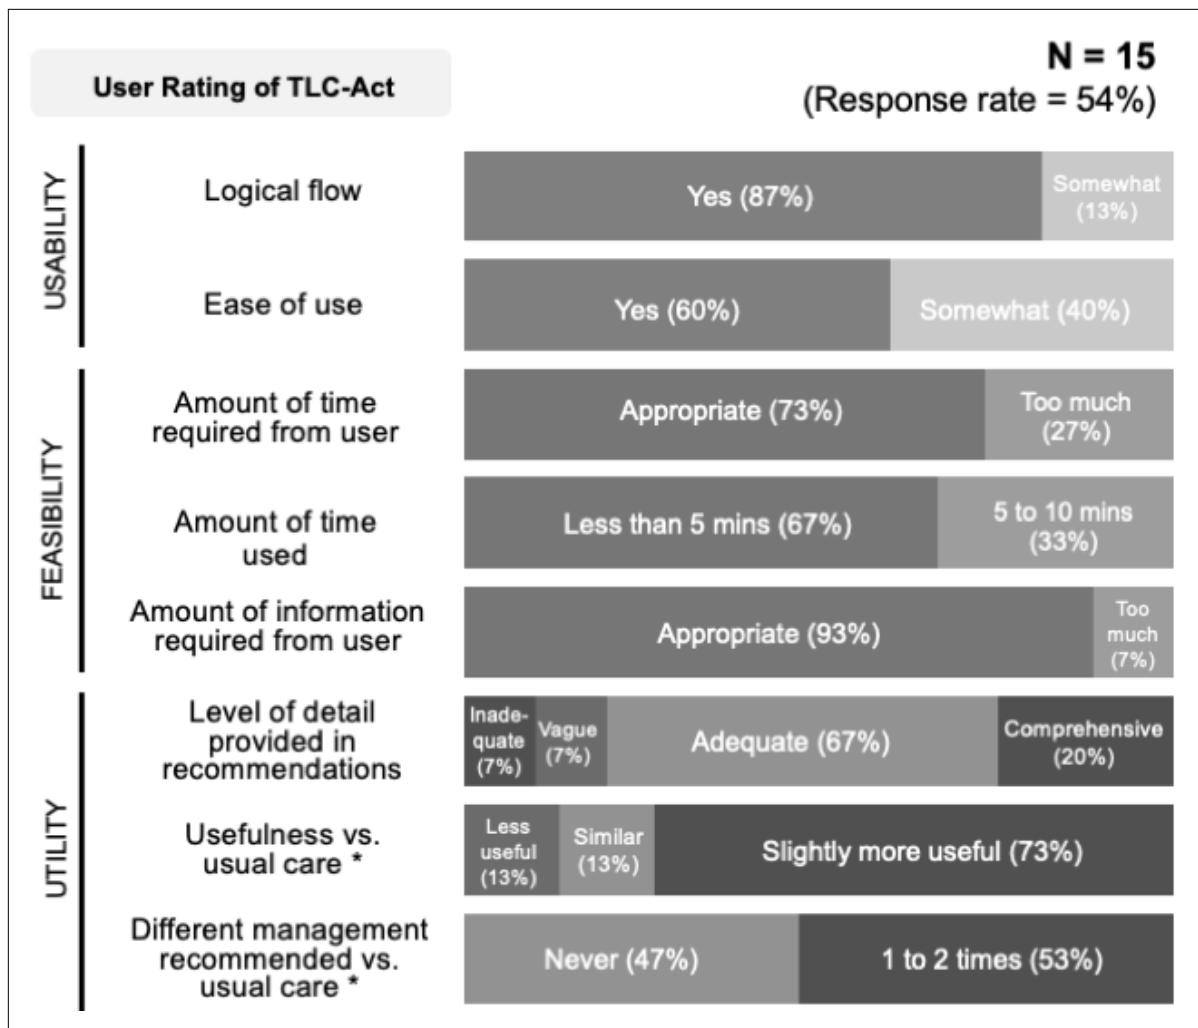 User Rating of TLC-Act
N = 15
(Response rate = 54%)
USABILITY
Logical flow
Yes (87%)
Somewhat
(13%)
Ease of use
Yes (60%)
Somewhat (40%)
FEASIBILITY
Amount of time
required from user
Appropriate (73%)
Too much
(27%)
Amount of time
used
Less than 5 mins (67%)
5 to 10 mins
(33%)
Amount of information
required from user
Appropriate (93%)
Too
much
(7%)
UTILITY
Level of detail
provided in
recommendations
Inade-
quate
(7%)
Vague
(7%)
Adequate (67%)
Comprehensive
(20%)
Usefulness vs.
usual care *
Less
useful
(13%)
Similar
(13%)
Slightly more useful (73%)
Different management
recommended vs.
usual care *
Never (47%)
1 to 2 times (53%)